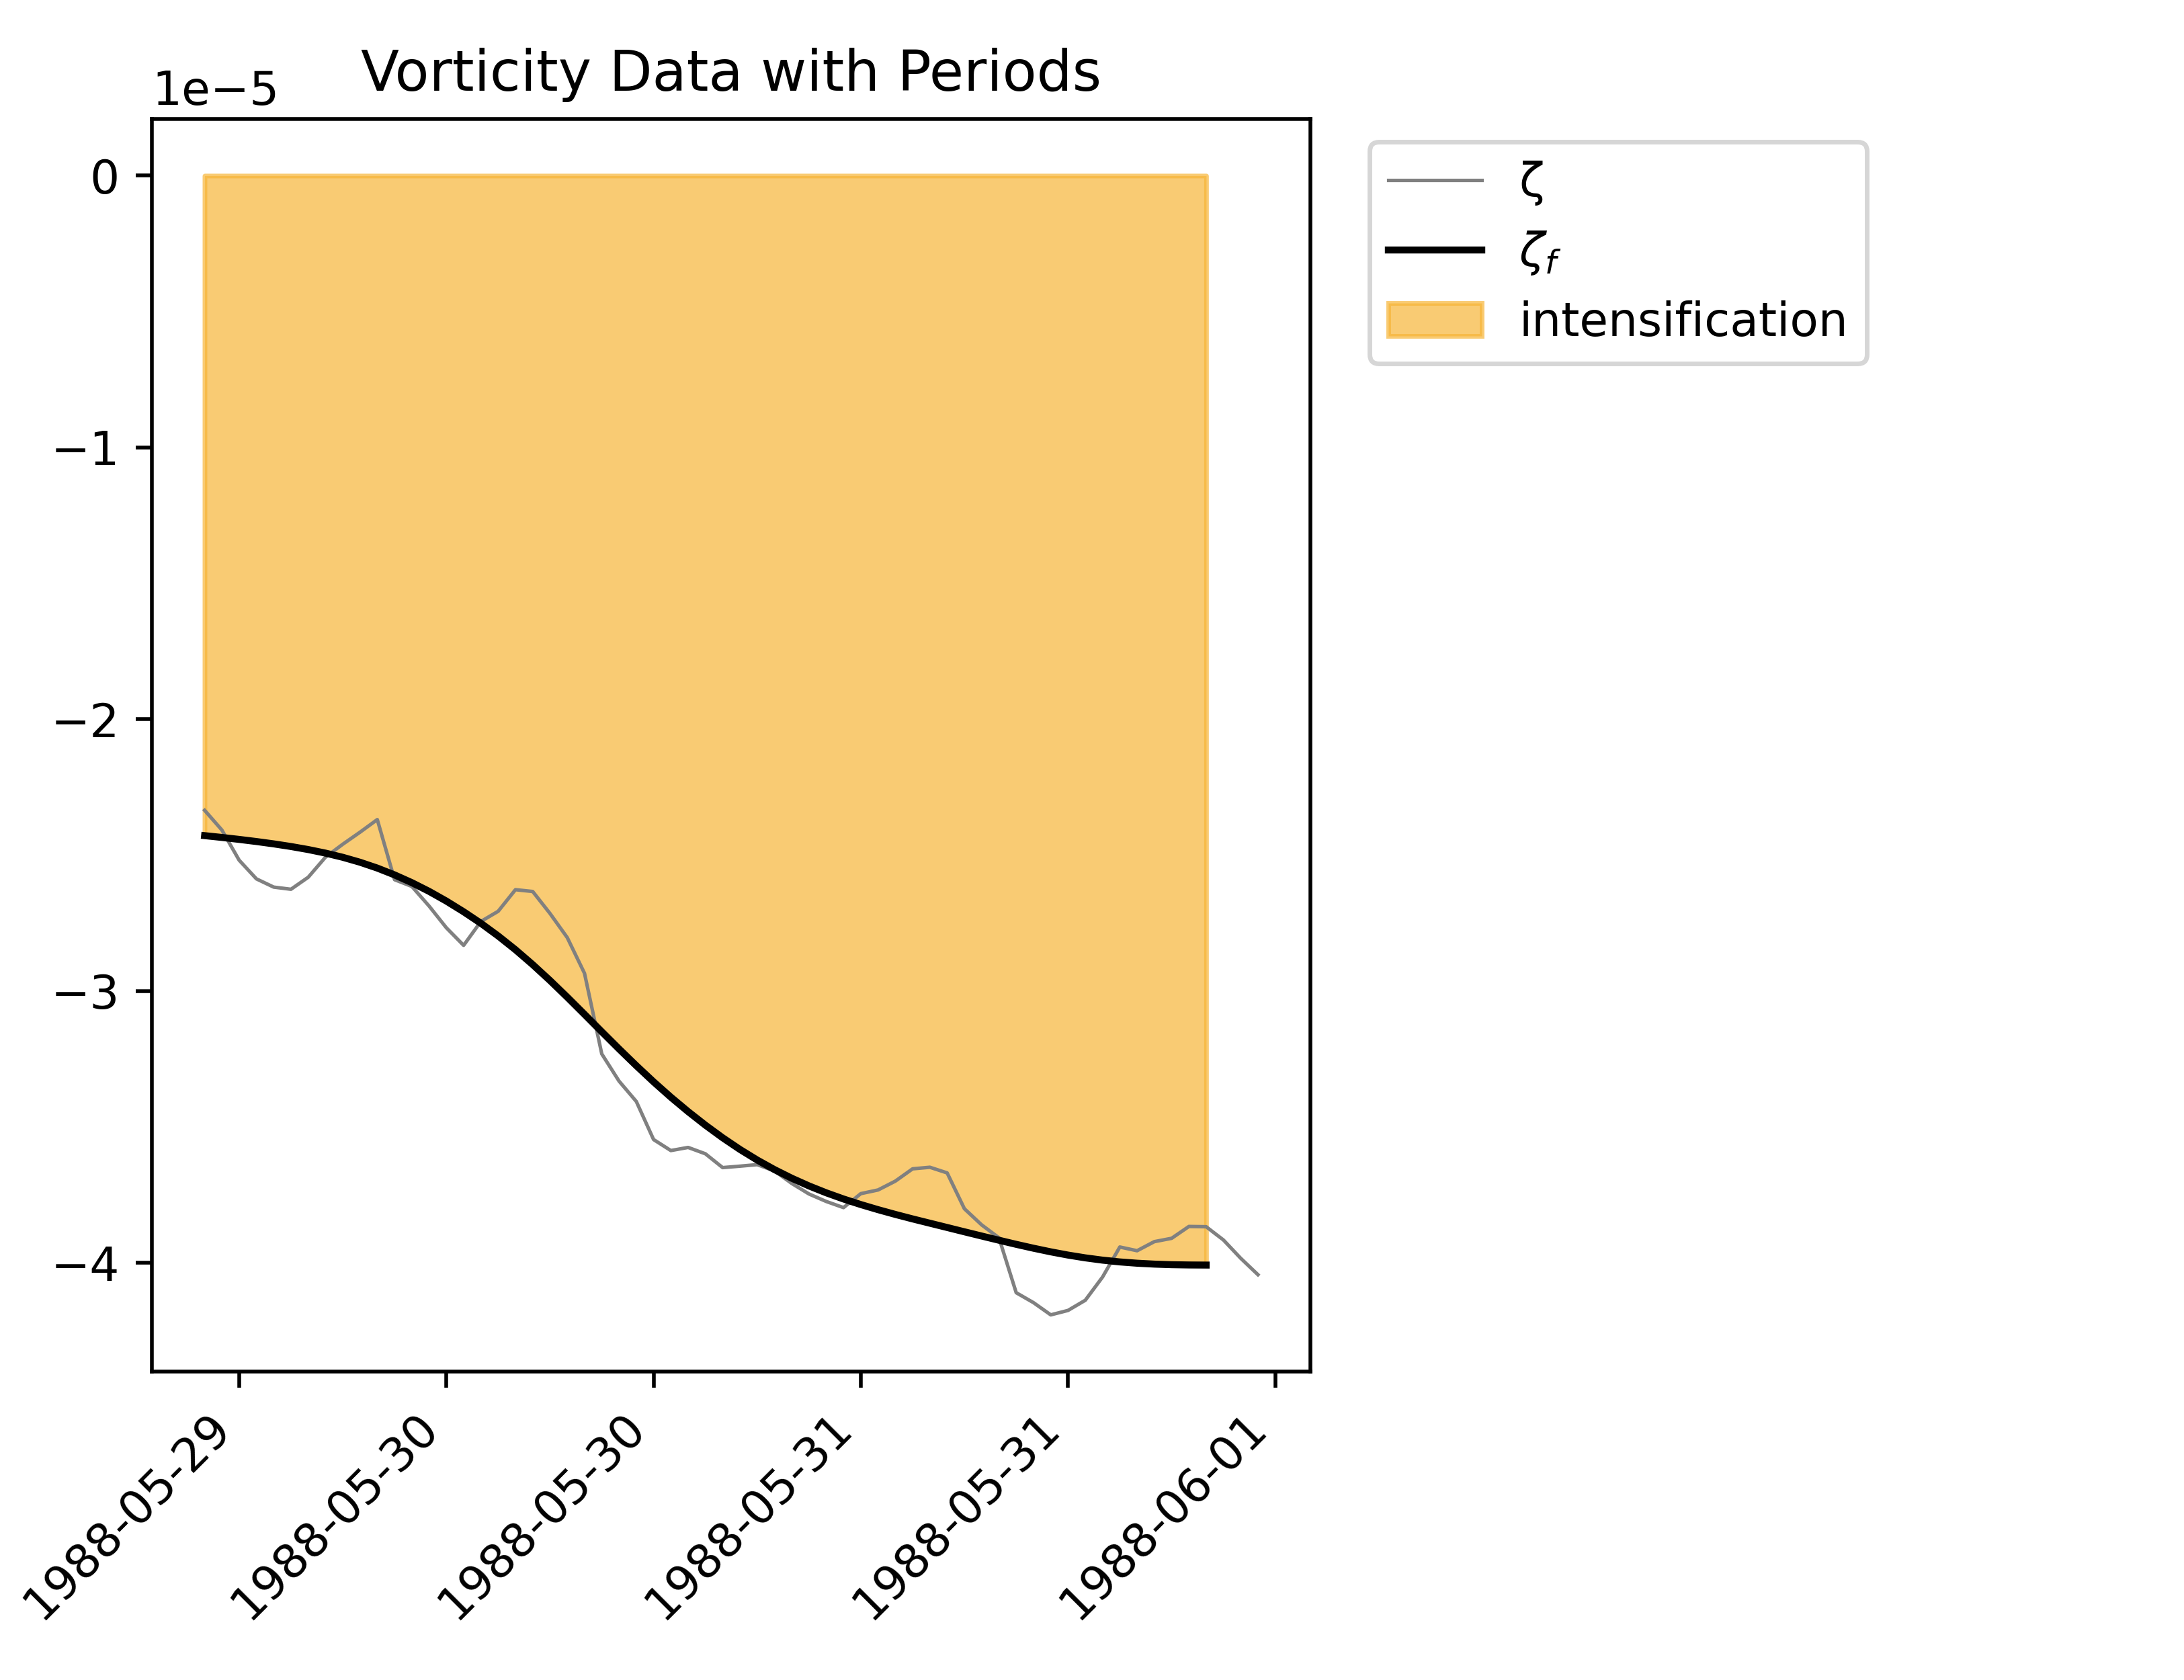 Vorticity Data with Periods
1e−5
0
−1
−2
−3
−4
1988-05-29
1988-05-30
1988-05-30
1988-05-31
1988-05-31
1988-06-01
ζ
ζf
intensification